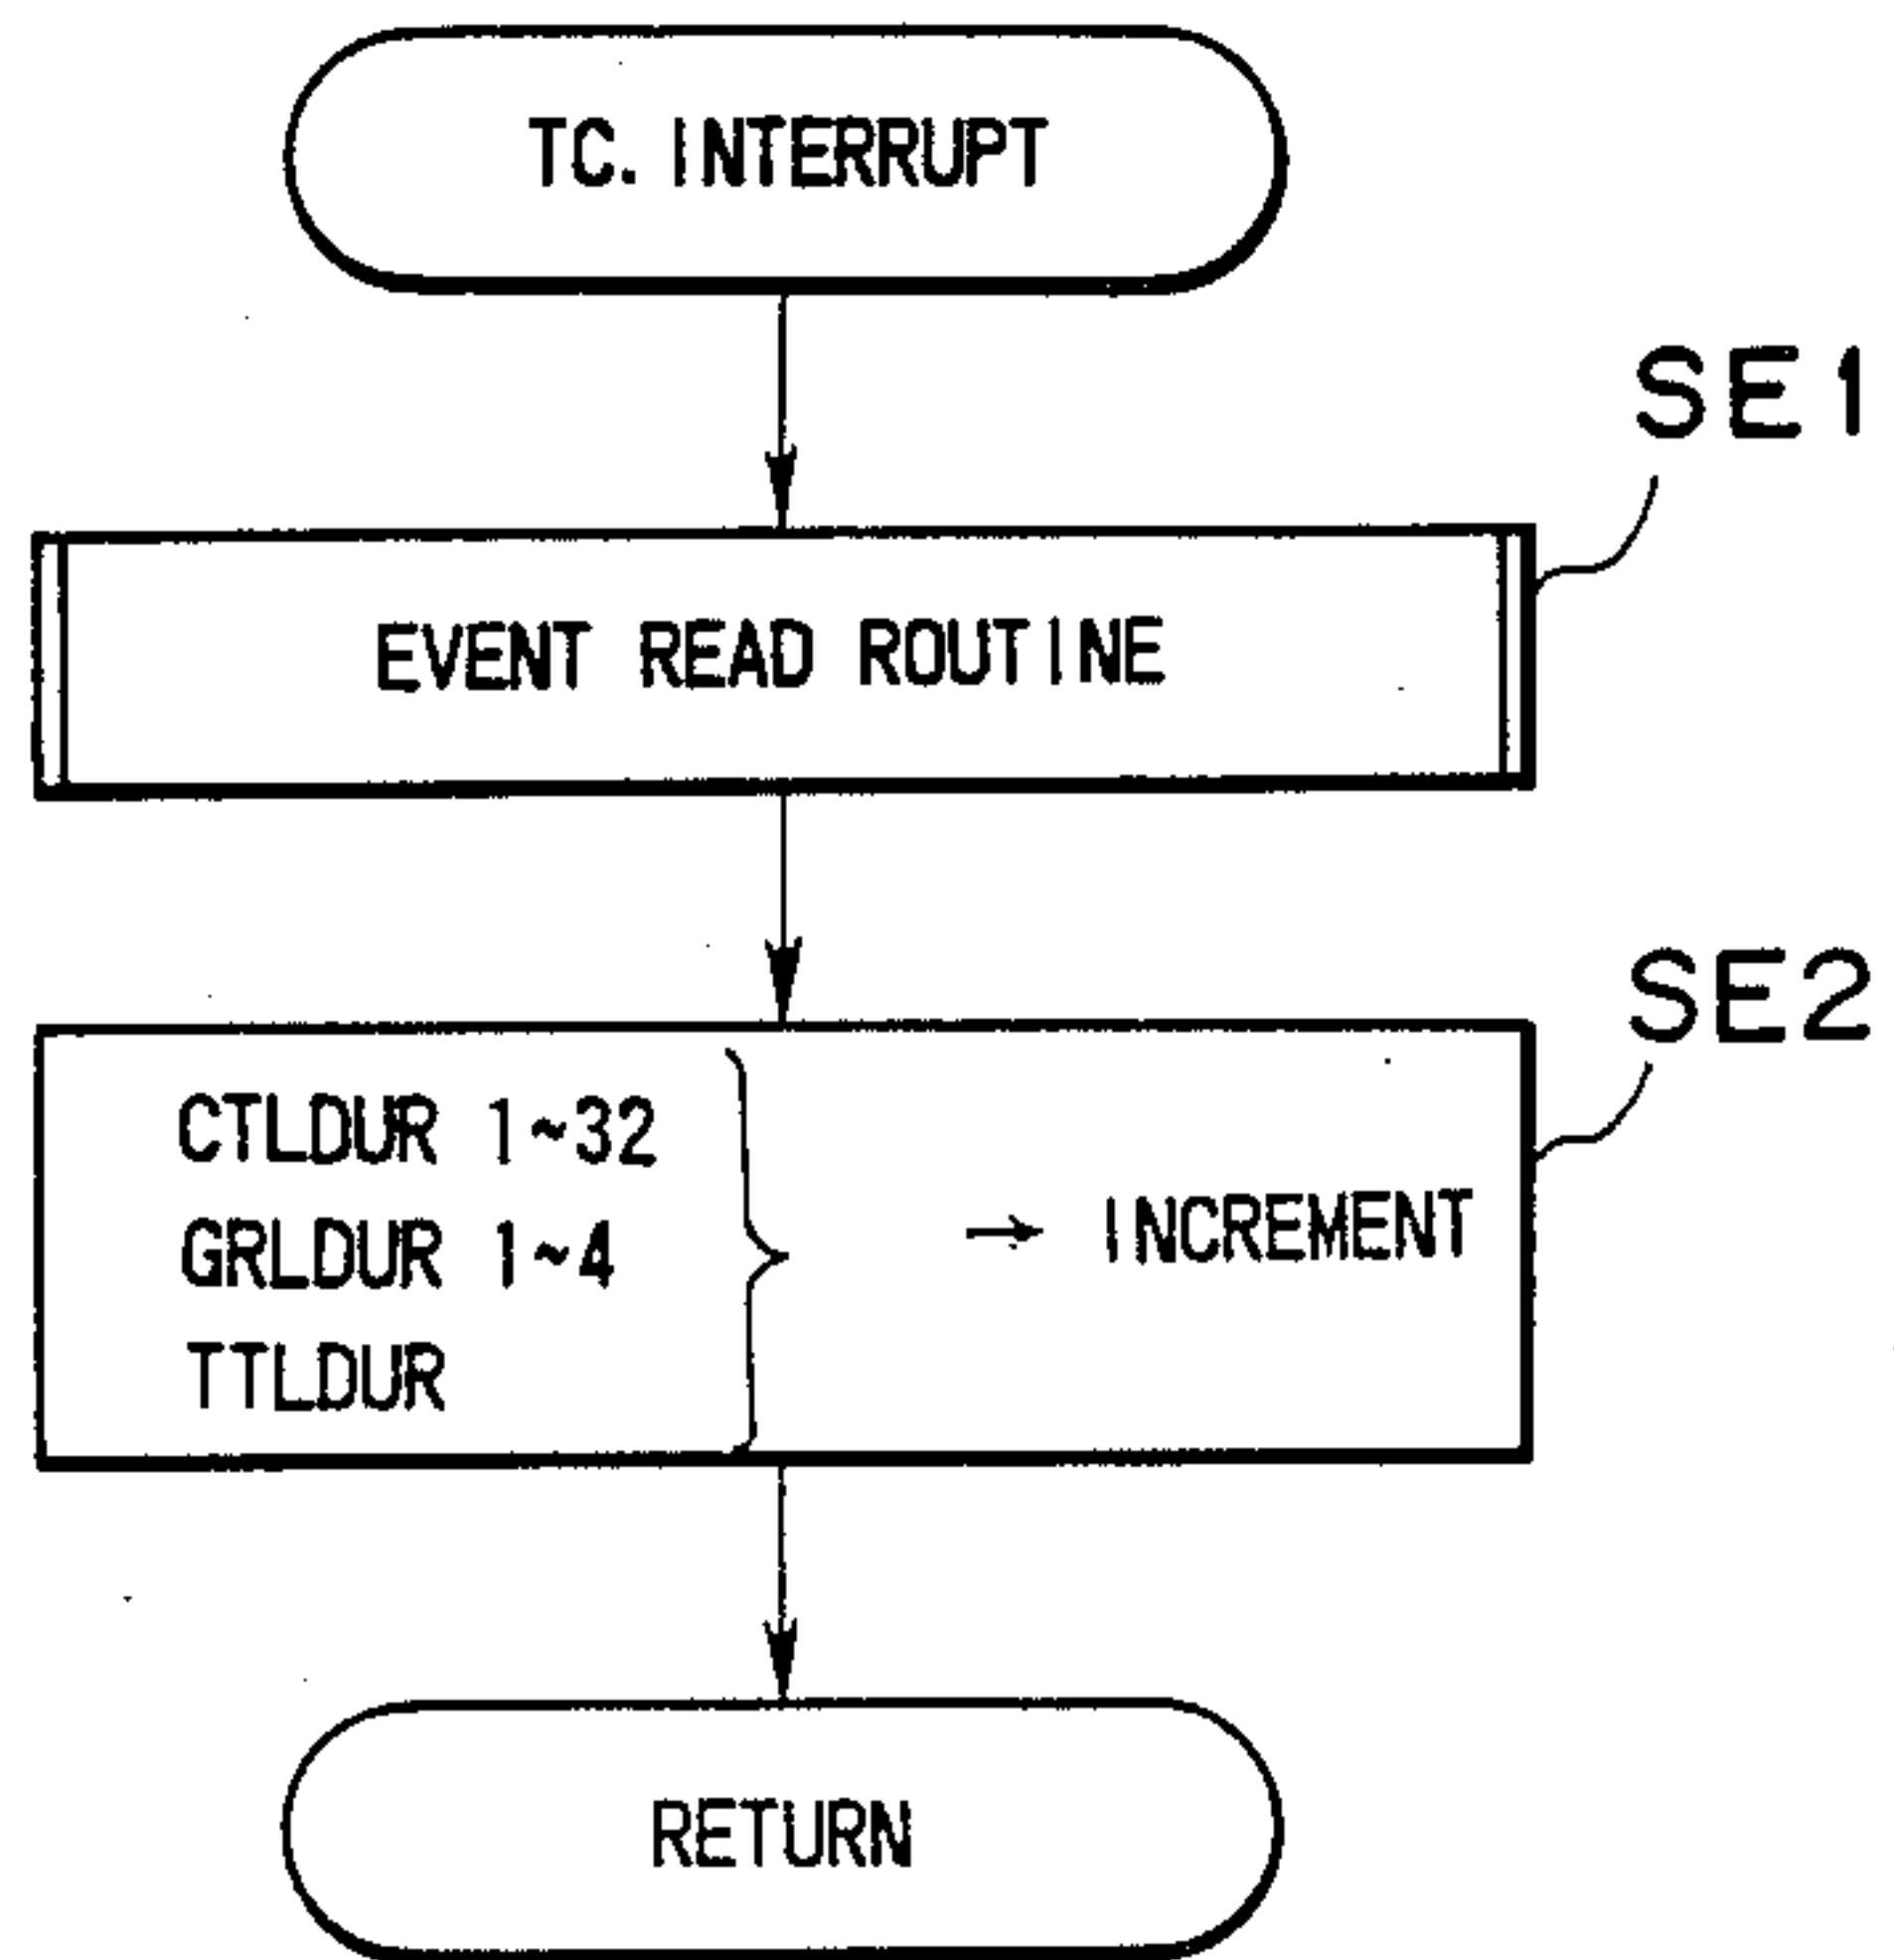 TC. INTERRUPT
SE1
EVENT READ ROUTINE
SE2
CTLDUR 1~32
GRLDUR 1~4
TTLDUR
→ INCREMENT
RETURN